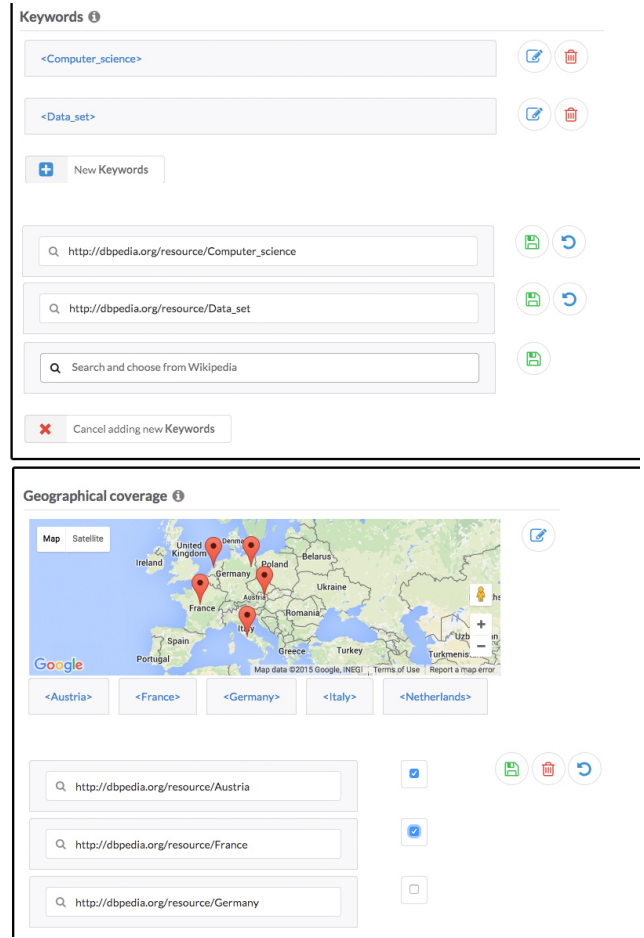 Keywords
<Computer_science>
<Data_set>
New Keywords
http://dbpedia.org/resource/Computer_science
http://dbpedia.org/resource/Data_set
Search and choose from Wikipedia
Cancel adding new Keywords
Geographical coverage
Map Satellite
United Kingdom
Denma
Ireland
Belarus
Poland
Germany
Ukraine
Austria
France
Romania
Italy
Spain
Greece
Turkey
Portugal
Turkmenis
Google
Map data ©2015 Google, INEGI Terms of Use Report a map error
<Austria> <France> <Germany> <Italy> <Netherlands>
http://dbpedia.org/resource/Austria
http://dbpedia.org/resource/France
http://dbpedia.org/resource/Germany